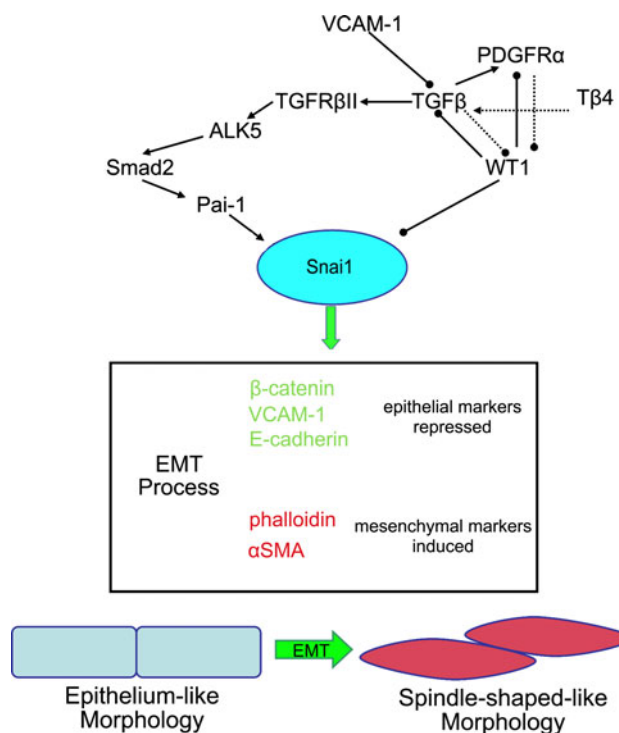 VCAM-1
PDGFRα
TGFRβII
TGFβ
Tβ4
ALK5
Smad2
WT1
Pai-1
Snai1
β-catenin
VCAM-1
E-cadherin
epithelial markers
repressed
EMT
Process
phalloidin
αSMA
mesenchymal markers
induced
EMT
Epithelium-like
Morphology
Spindle-shaped-like
Morphology